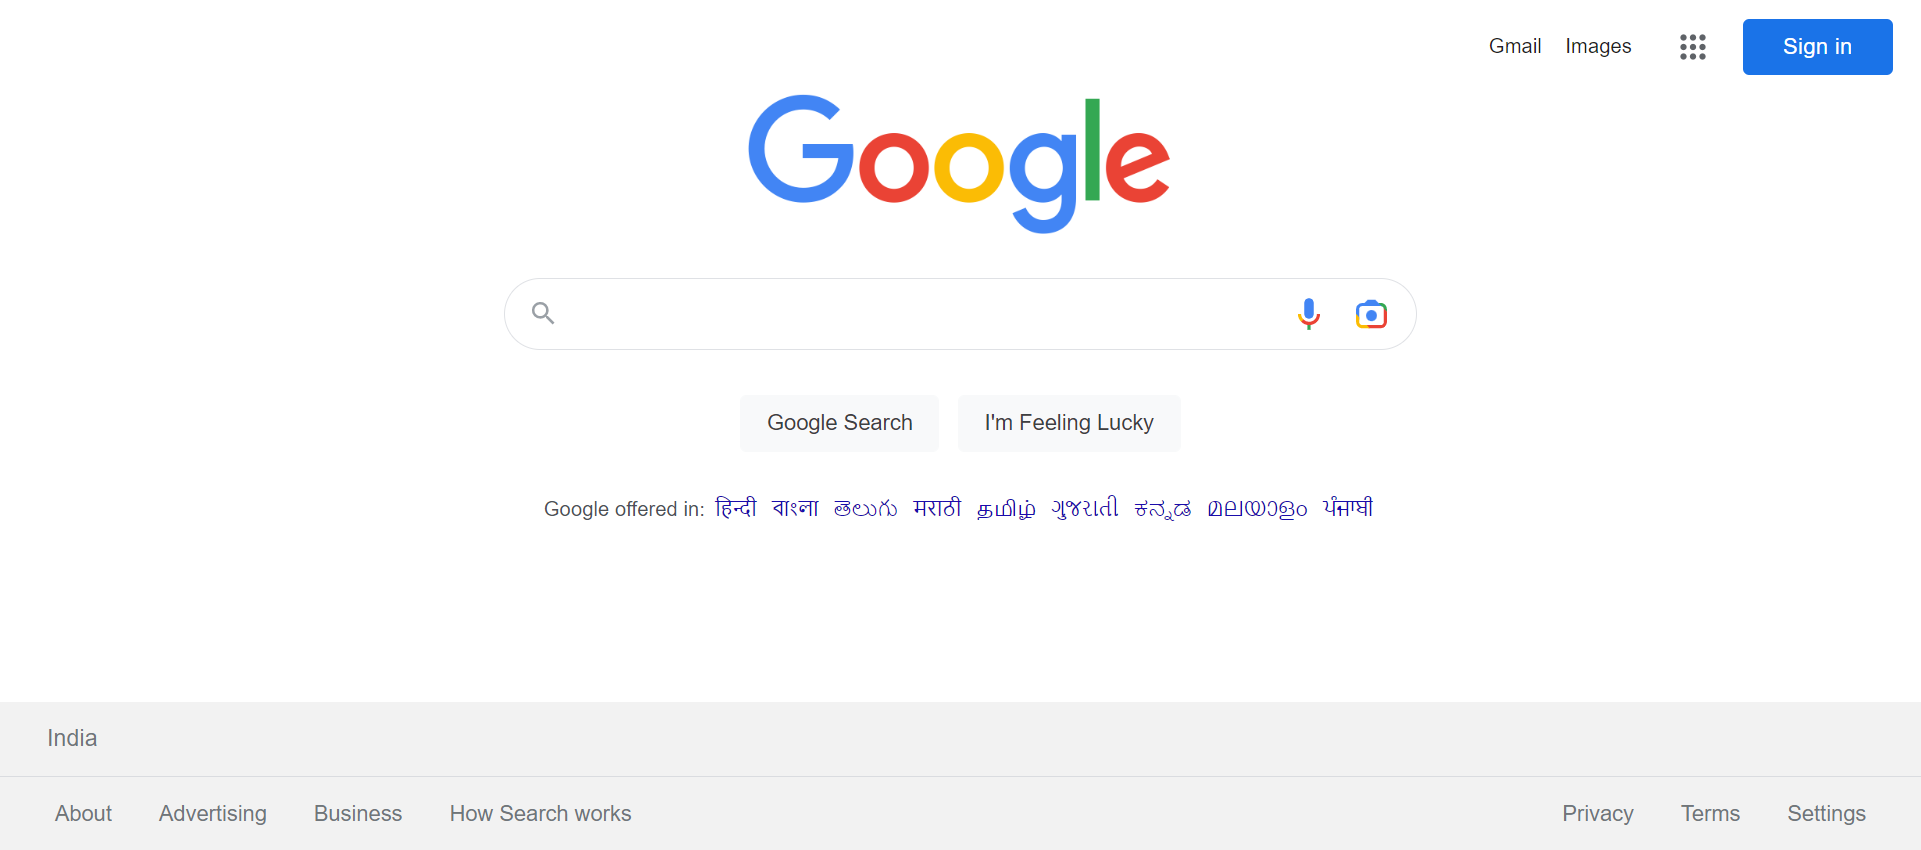 Gmail Images Sign in
Google
Google Search I'm Feeling Lucky
Google offered in: हिन्दी বাংলা తెలుగు मराठी தமிழ் ગુજરાતી ಕನ್ನಡ മലയാളം ਪੰਜਾਬੀ
India
About Advertising Business How Search works Privacy Terms Settings